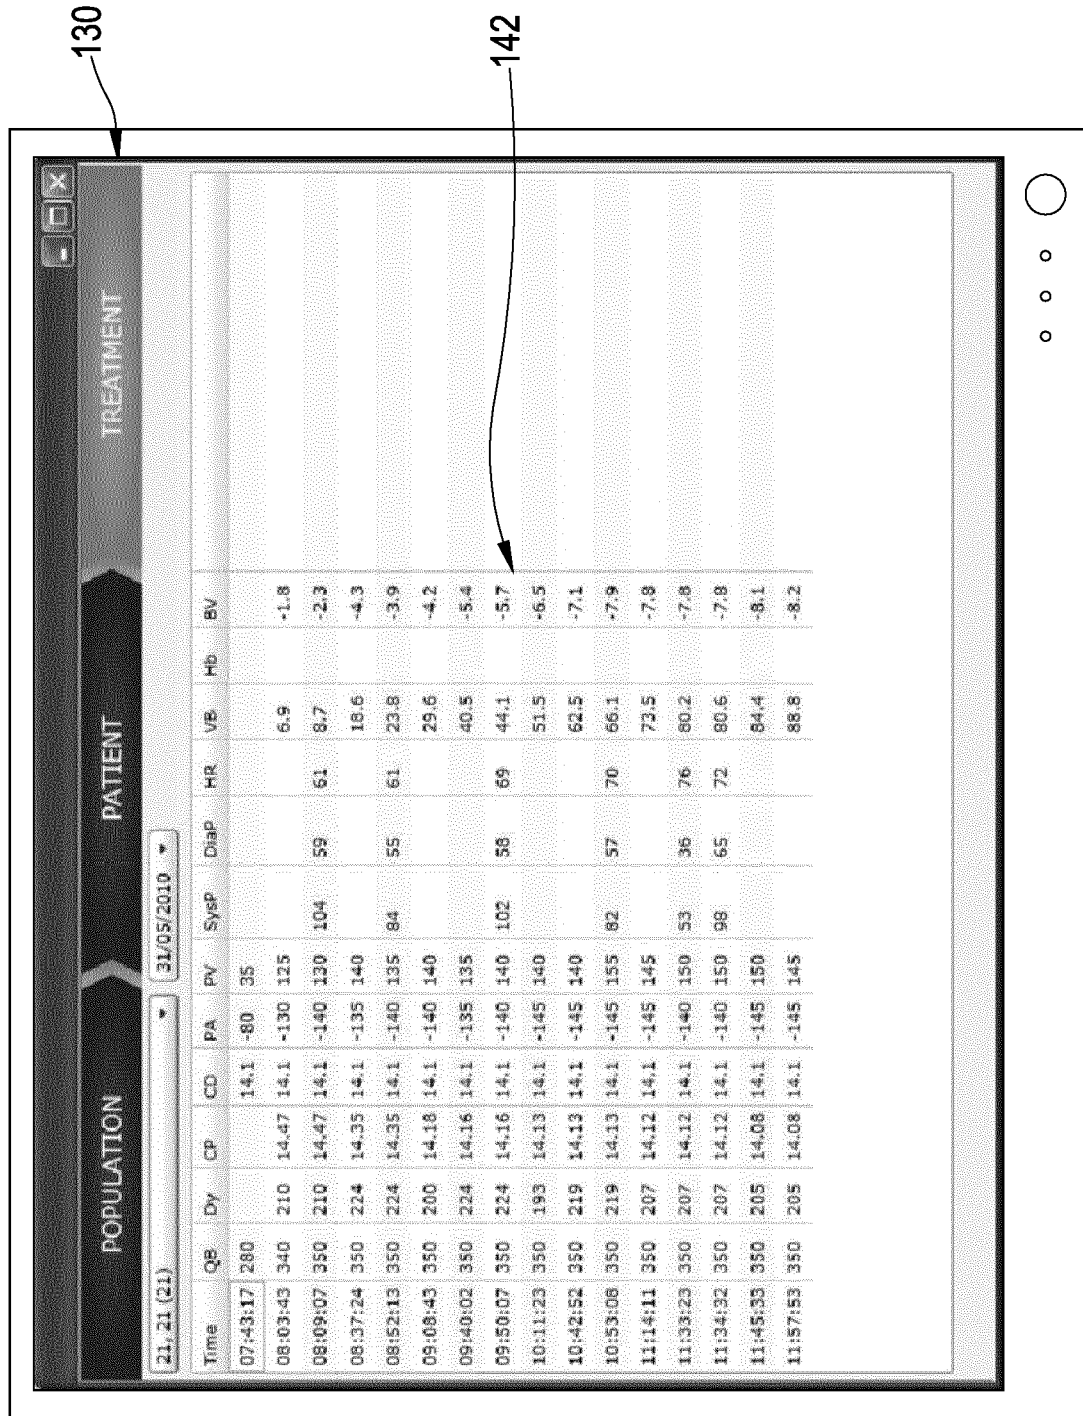 130
142
POPULATION PATIENT TREATMENT
21, 21 (21) 31/05/2010
Time QB Dy CP CD PA PV SysP DiaP HR VB Hb BV
07:43:17 280 14.1 -80 35
08:03:43 340 210 14.47 14.1 -130 125 6.9 -1.8
08:09:07 350 210 14.47 14.1 -140 130 104 59 61 8.7 -2.3
08:37:24 350 224 14.35 14.1 -135 140 18.6 -4.3
08:52:13 350 224 14.35 14.1 -140 135 84 55 61 23.8 -3.9
09:08:43 350 200 14.18 14.1 -140 140 29.6 -4.2
09:40:02 350 224 14.16 14.1 -135 135 40.5 -5.4
09:50:07 350 224 14.16 14.1 -140 140 102 58 69 44.1 -5.7
10:11:23 350 193 14.13 14.1 -145 140 51.5 -6.5
10:42:52 350 219 14.13 14.1 -145 140 62.5 -7.1
10:53:08 350 219 14.13 14.1 -145 155 82 57 70 66.1 -7.9
11:14:11 350 207 14.12 14.1 -145 145 73.5 -7.8
11:33:23 350 207 14.12 14.1 -140 150 53 36 76 80.2 -7.8
11:34:32 350 207 14.12 14.1 -140 150 98 65 72 80.6 -7.8
11:45:33 350 205 14.08 14.1 -145 150 84.4 -8.1
11:57:53 350 205 14.08 14.1 -145 145 88.8 -8.2